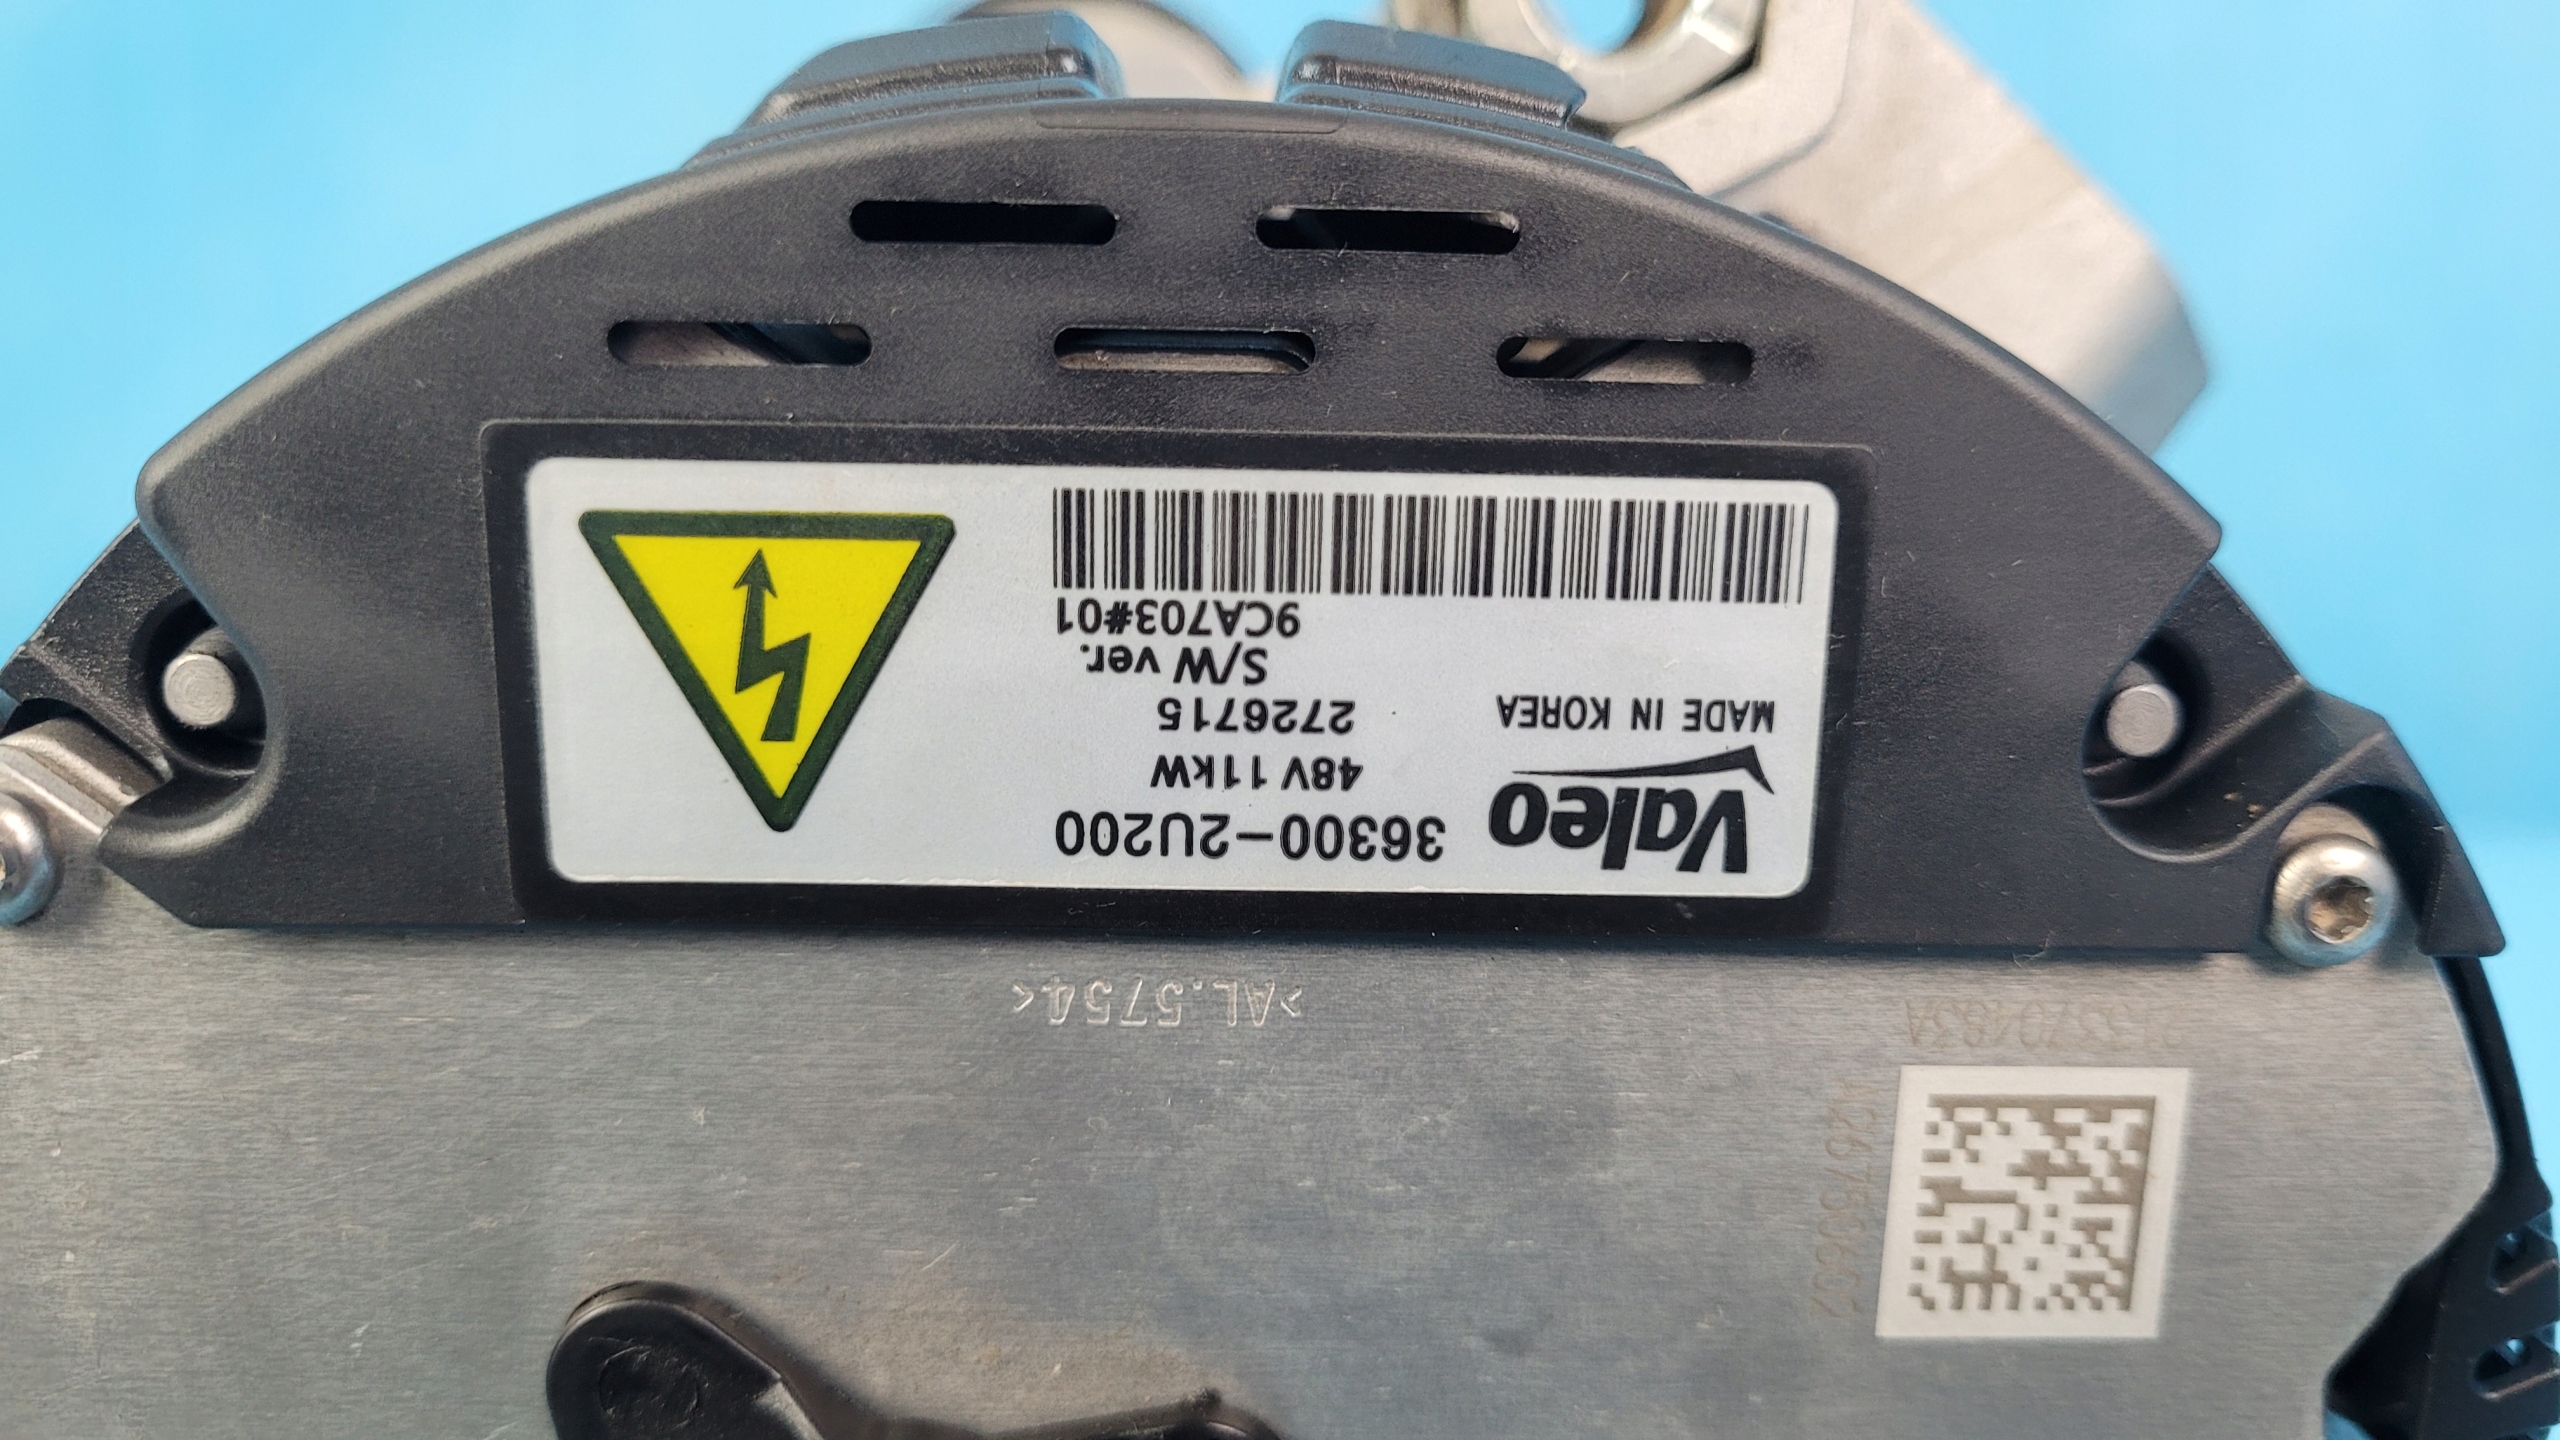 Valeo
MADE IN KOREA
36300-2U200
48V 11kW
2726715
S/W ver.
9CA703#01
>AL.5754<